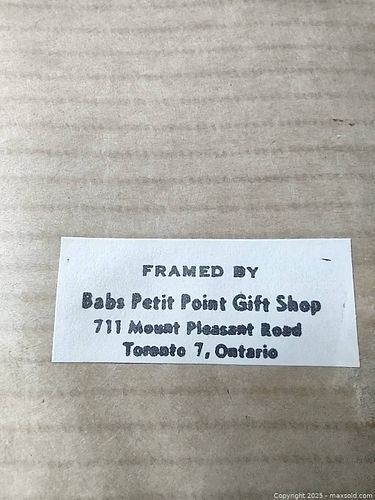 FRAMED BY
Babs Petit Point Gift Shop
711 Mount Pleasant Road
Toronto 7, Ontario
Copyright 2025 - maxsold.com